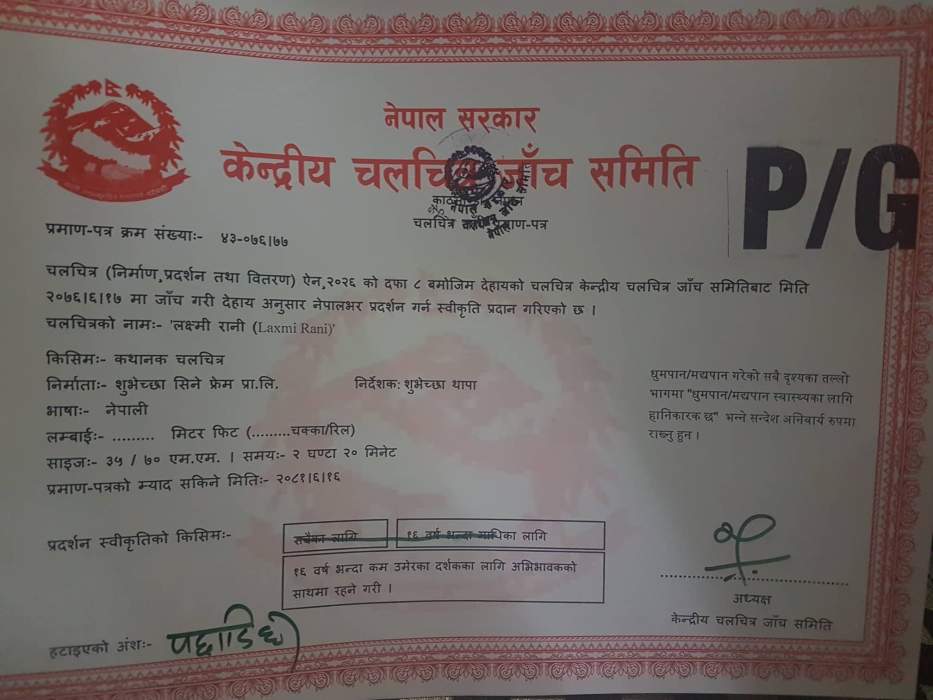 नेपाल सरकार
केन्द्रीय चलचित्र जाँच समिति
P/G
चलचित्र जाँच प्रमाण-पत्र
प्रमाण-पत्र क्रम संख्याः- ४३-०७६।७७
चलचित्र (निर्माण,प्रदर्शन तथा वितरण) ऐन,२०२६ को दफा ८ बमोजिम देहायको चलचित्र केन्द्रीय चलचित्र जाँच समितिबाट मिति
२०७६।६।१७ मा जाँच गरी देहाय अनुसार नेपालभर प्रदर्शन गर्न स्वीकृति प्रदान गरिएको छ ।
चलचित्रको नामः- 'लक्ष्मी रानी (Laxmi Rani)'
किसिमः- कथानक चलचित्र
निर्माताः- शुभेच्छा सिने फ्रेम प्रा.लि. निर्देशक: शुभेच्छा थापा
भाषाः- नेपाली
लम्बाईः- ......... मिटर फिट (.........चक्का/रिल)
साइजः- ३५ / ७० एम.एम. । समयः- २ घण्टा २० मिनेट
प्रमाण-पत्रको म्याद सकिने मितिः- २०८१।६।१६
धुमपान/मद्यपान गरेको सबै दृश्यका तल्लो
भागमा "धुमपान/मद्यपान स्वास्थ्यका लागि
हानिकारक छ" भन्ने सन्देश अनिवार्य रुपमा
राख्नु हुन ।
प्रदर्शन स्वीकृतिको किसिमः-
सबैका लागि
१६ वर्ष भन्दा माथिका लागि
१६ वर्ष भन्दा कम उमेरका दर्शकका लागि अभिभावकको
साथमा रहने गरी ।
अध्यक्ष
केन्द्रीय चलचित्र जाँच समिति
हटाइएको अंशः-